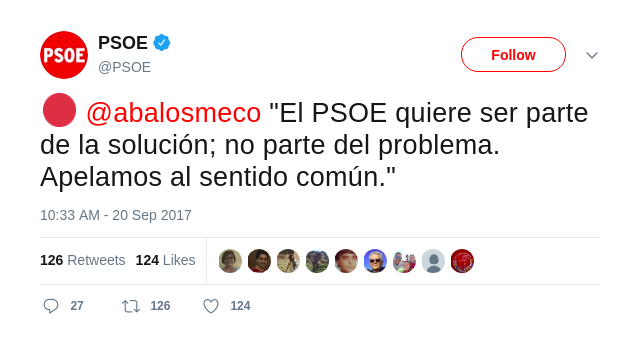 PSOE
PSOE
@PSOE
Follow
@abalosmeco "El PSOE quiere ser parte
de la solución; no parte del problema.
Apelamos al sentido común."
10:33 AM - 20 Sep 2017
126 Retweets 124 Likes
27 126 124